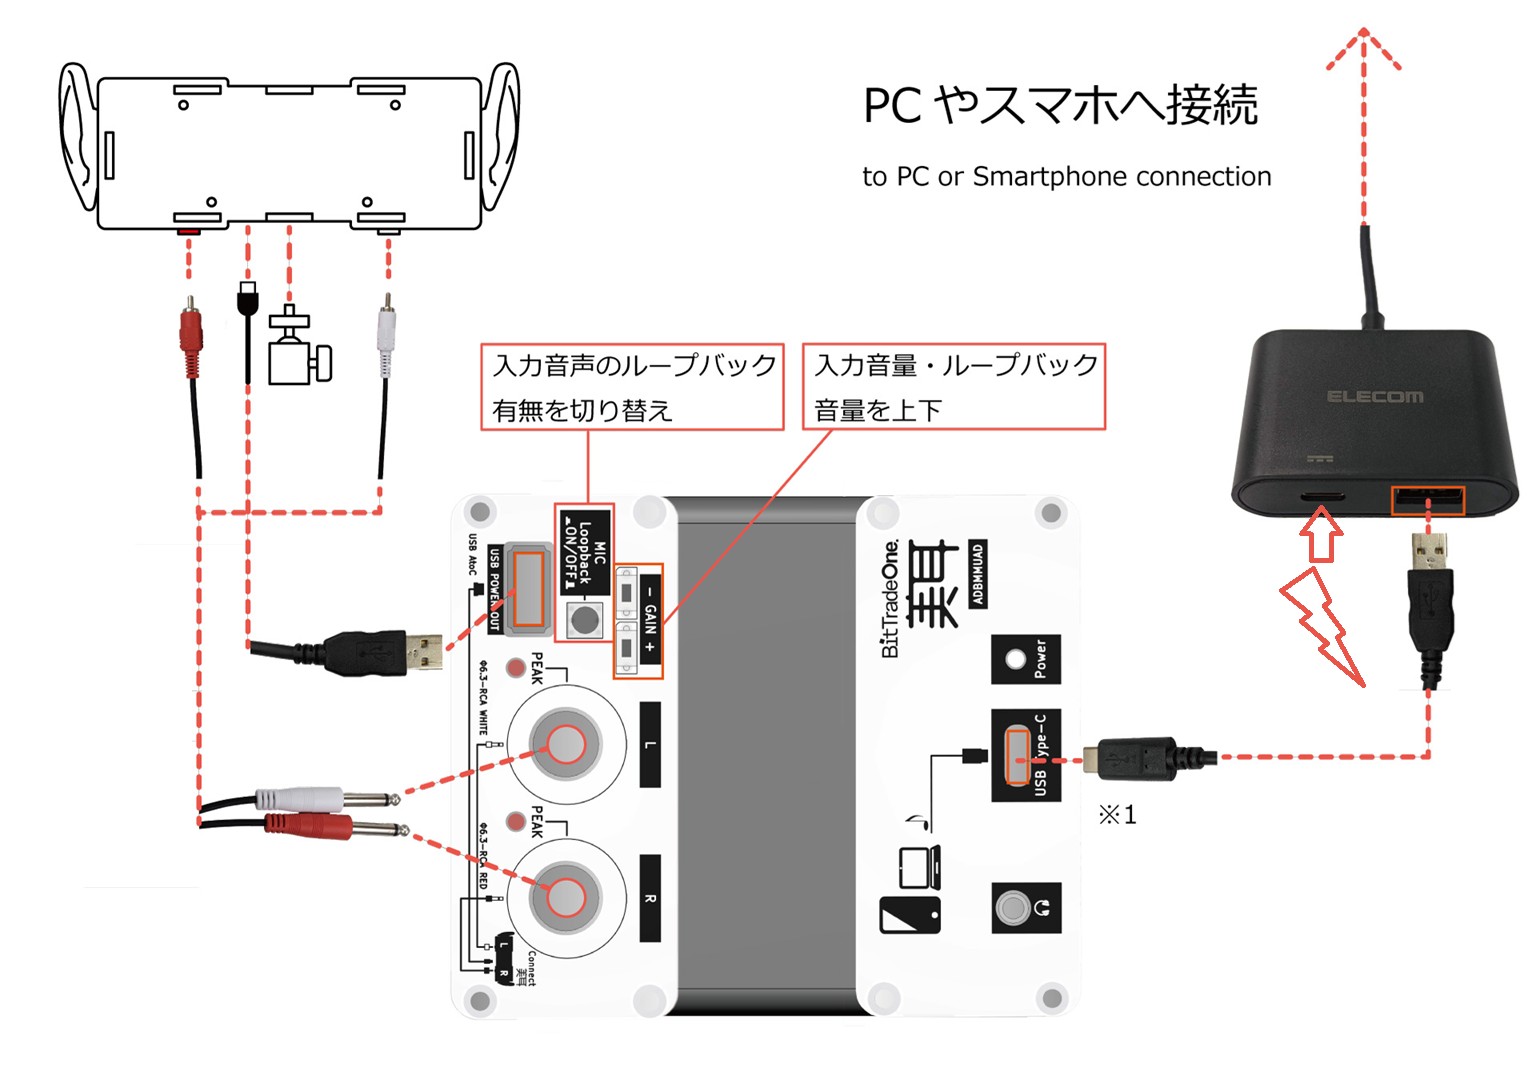 PCやスマホへ接続
to PC or Smartphone connection
入力音声のループバック
有無を切り替え
入力音量・ループバック
音量を上下
ELECOM
MIC
Loopback
ON/OFF
USB AtoC
USB POWER OUT
－ GAIN ＋
PEAK
Φ6.3-RCA WHITE
L
PEAK
Φ6.3-RCA RED
R
Connect
美耳
L
R
BitTradeOne.
美耳
ADBMMUAD
Power
USB Type-C
※1